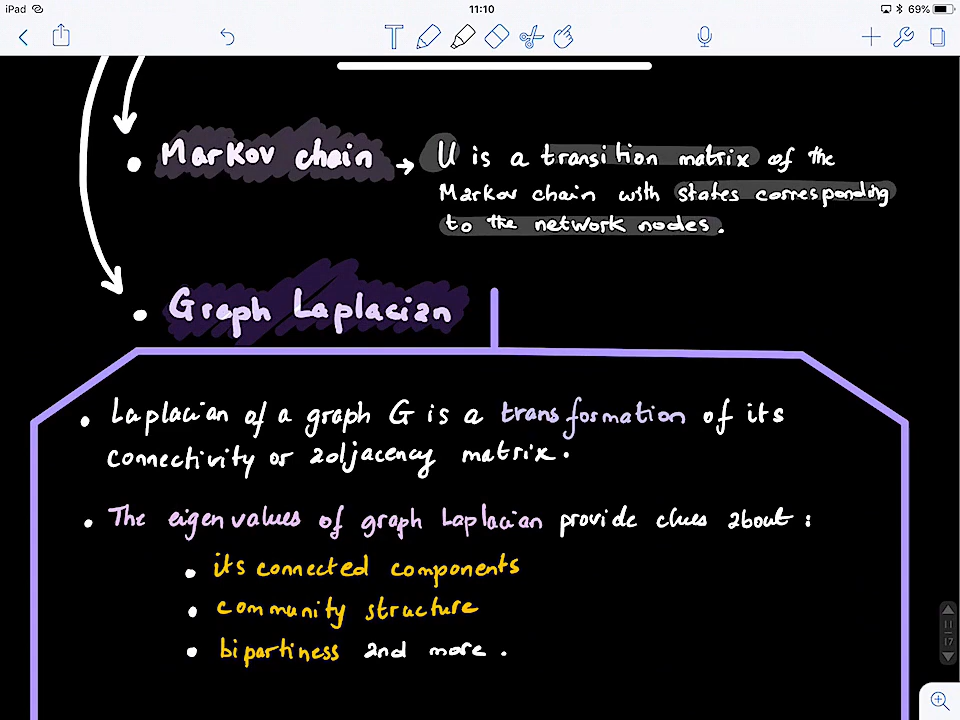 iPad 11:10 69%
Markov chain → U is a transition matrix of the
Markov chain with states corresponding
to the network nodes.
Graph Laplacian
Laplacian of a graph G is a transformation of its
connectivity or adjacency matrix.
The eigenvalues of graph Laplacian provide clues about :
its connected components
community structure
bipartiness and more.
11
17